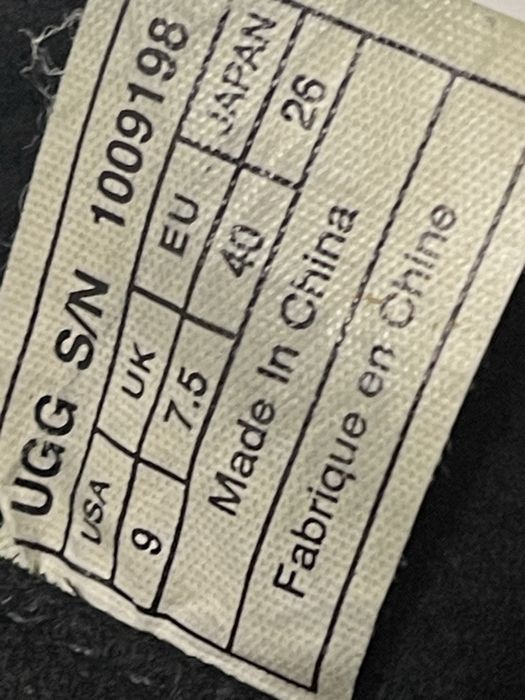 UGG S/N 1009198
USA UK EU JAPAN
9 7.5 40 26
Made In China
Fabrique en Chine